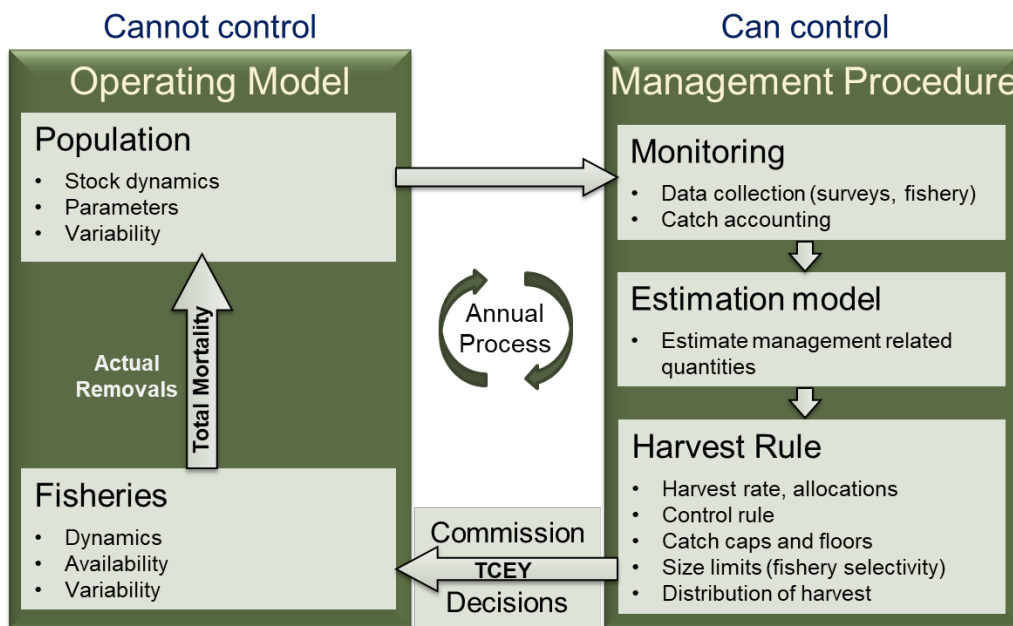 Cannot control
Can control
Operating Model
Population
• Stock dynamics
• Parameters
• Variability
Actual
Removals
Total Mortality
Fisheries
• Dynamics
• Availability
• Variability
Annual
Process
Management Procedure
Monitoring
• Data collection (surveys, fishery)
• Catch accounting
Estimation model
• Estimate management related
quantities
Harvest Rule
• Harvest rate, allocations
• Control rule
• Catch caps and floors
• Size limits (fishery selectivity)
• Distribution of harvest
Commission
TCEY
Decisions